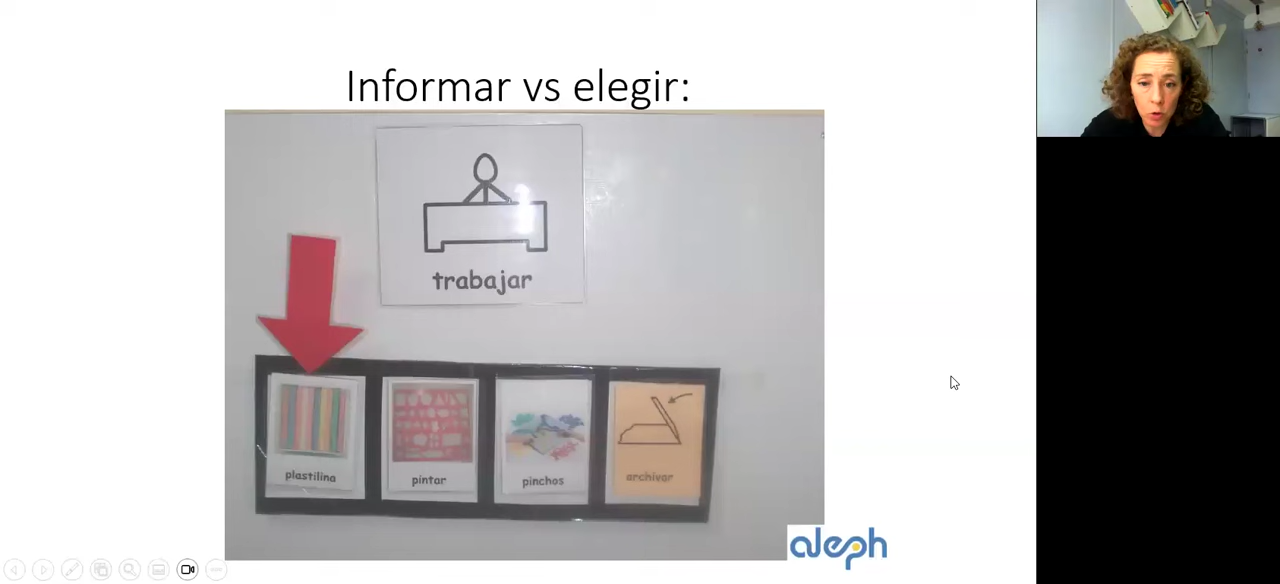 Informar vs elegir:
trabajar
plastilina
pintar
pinchos
archivar
aleph